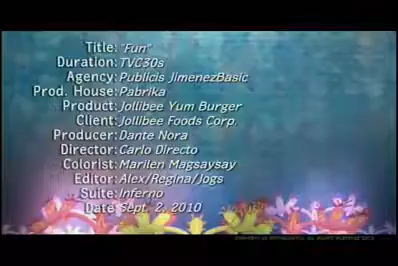 Title: "Fun"
Duration: TVC30s
Agency: Publicis JimenezBasic
Prod. House: Pabrika
Product: Jollibee Yum Burger
Client: Jollibee Foods Corp.
Producer: Dante Nora
Director: Carlo Directo
Colorist: Marilen Magsaysay
Editor: Alex/Regina/Jogs
Suite: Inferno
Date Sept. 2, 2010